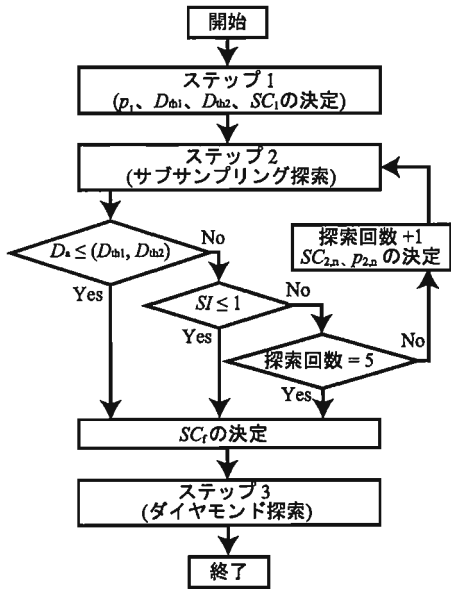 開始
ステップ 1
(p1、Dth1、Dth2、SC1の決定)
ステップ 2
(サブサンプリング探索)
探索回数 +1
SC2,n、p2,n の決定
Da ≤ (Dth1, Dth2)
No
Yes
SI ≤ 1
No
Yes
探索回数 = 5
No
Yes
SCfの決定
ステップ 3
(ダイヤモンド探索)
終了